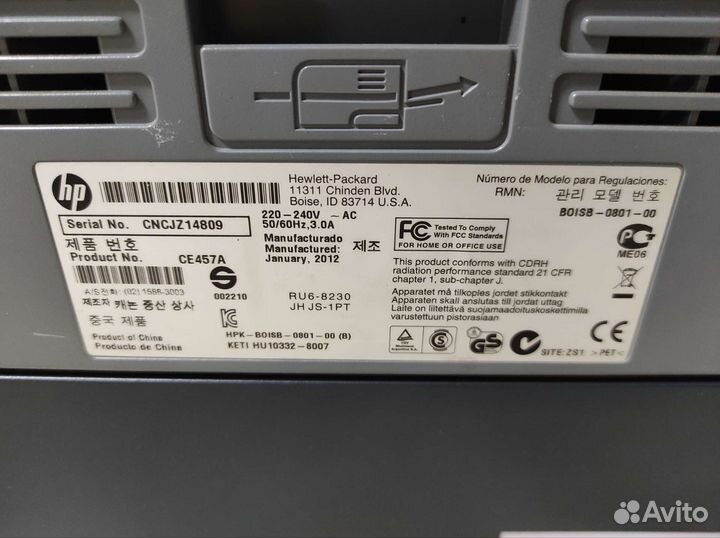 hp
Hewlett-Packard
11311 Chinden Blvd.
Boise, ID 83714 U.S.A.
Número de Modelo para Regulaciones:
RMN: 관리 모델 번호
BOISB-0801-00
Serial No. CNCJZ14809
제품 번호
Product No. CE457A
220-240V ~ AC
50/60Hz, 3.0A
Manufacturado
Manufactured: 제조
January, 2012
FC Tested To Comply
With FCC Standards
FOR HOME OR OFFICE USE
PG
ME06
This product conforms with CDRH
radiation performance standard 21 CFR
chapter 1, sub-chapter J.
A/S전화: (02) 1588-3003
제조자 캐논 중산 상사
중국 제품
Product of China
Producto de China
S
002210
RU6-8230
JHJS-1PT
HPK-BOISB-0801-00 (B)
KETI HU10332-8007
Apparatet må kun tilkoples jordet stikkontakt
Apparaten skall anslutas till jordat uttag
Laite on liitettävä suojamaadoituskoskettimilla
varustettuun pistorasiaan
TÜV
S
GS
N
CE
SITE:ZS1 >PET<
Avito